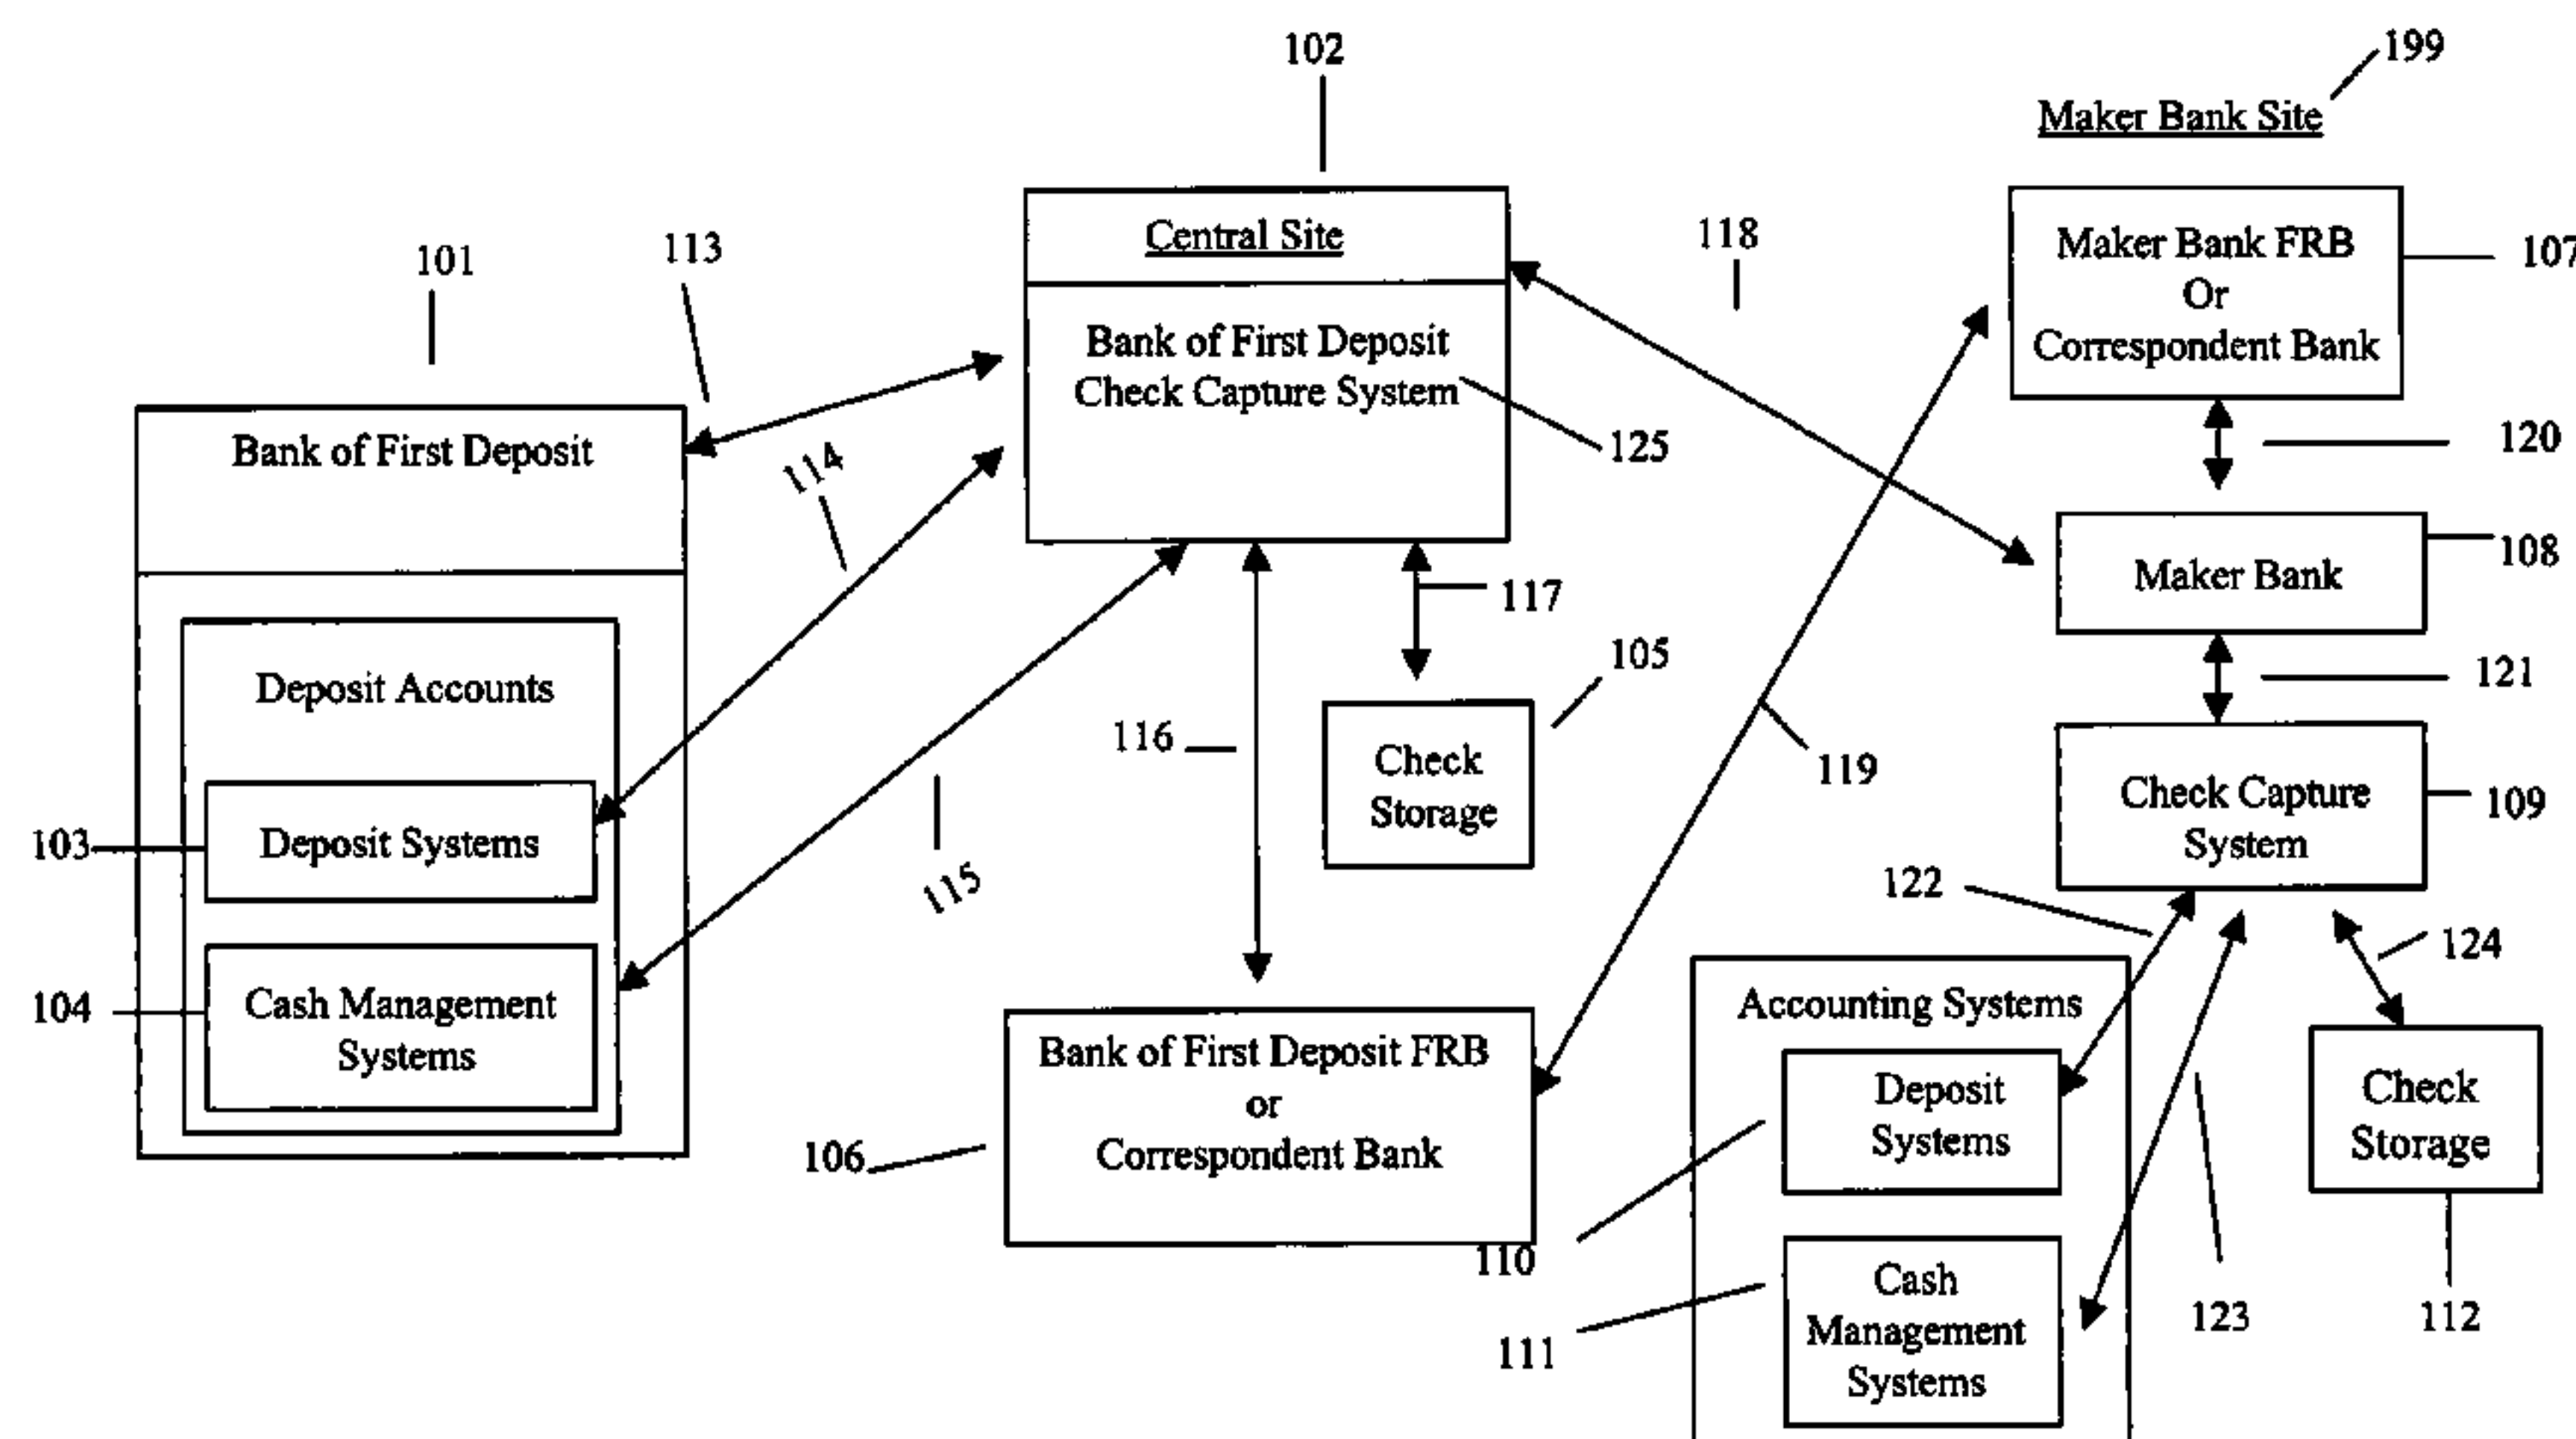 102
199
Maker Bank Site
101
113
Central Site
118
Maker Bank FRB
Or
Correspondent Bank
107
Bank of First Deposit
Check Capture System
125
120
Bank of First Deposit
114
Maker Bank
108
117
121
Deposit Accounts
105
116
Check
Storage
119
Check Capture
System
109
103
Deposit Systems
115
122
124
104
Cash Management
Systems
Bank of First Deposit FRB
or
Correspondent Bank
106
Accounting Systems
Deposit
Systems
Check
Storage
110
Cash
Management
Systems
111
123
112